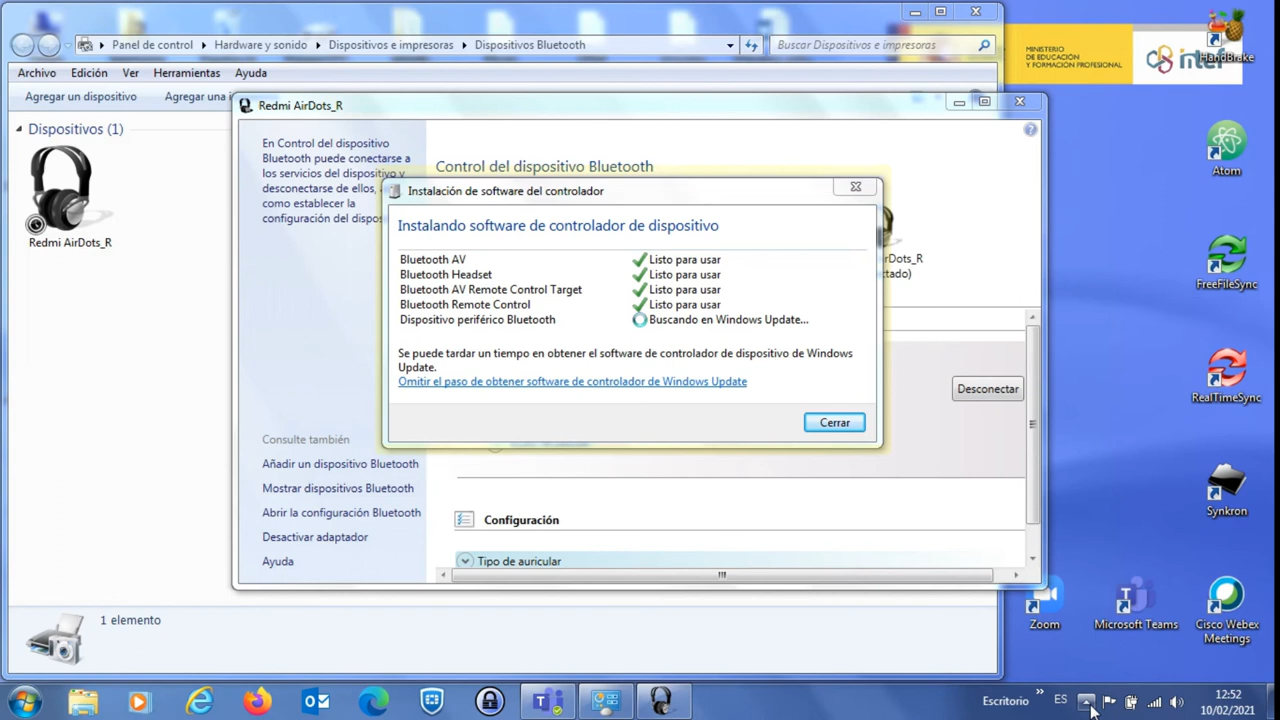 Panel de control
Hardware y sonido
Dispositivos e impresoras
Dispositivos Bluetooth
Buscar Dispositivos e impresoras
Archivo
Edición
Ver
Herramientas
Ayuda
Agregar un dispositivo
Agregar una
Dispositivos (1)
Redmi AirDots_R
Redmi AirDots_R
En Control del dispositivo
Bluetooth puede conectarse a
los servicios del dispositivo y
desconectarse de ellos,
como establecer la
configuración del
Consulte también
Añadir un dispositivo Bluetooth
Mostrar dispositivos Bluetooth
Abrir la configuración Bluetooth
Desactivar adaptador
Ayuda
Control del dispositivo Bluetooth
rDots_R
tado)
Desconectar
Configuración
Tipo de auricular
Instalación de software del controlador
Instalando software de controlador de dispositivo
Bluetooth AV Listo para usar
Bluetooth Headset Listo para usar
Bluetooth AV Remote Control Target Listo para usar
Bluetooth Remote Control Listo para usar
Dispositivo periférico Bluetooth Buscando en Windows Update...
Se puede tardar un tiempo en obtener el software de controlador de dispositivo de Windows
Update.
Omitir el paso de obtener software de controlador de Windows Update
Cerrar
1 elemento
MINISTERIO
DE EDUCACIÓN
Y FORMACIÓN PROFESIONAL
intef
HandBrake
Atom
FreeFileSync
RealTimeSync
Synkron
Zoom
Microsoft Teams
Cisco Webex
Meetings
Escritorio
ES
12:52
10/02/2021